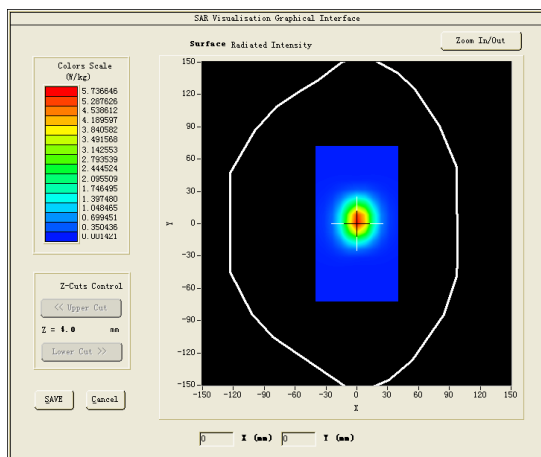 SAR Visualisation Graphical Interface
Surface Radiated Intensity
Zoom In/Out
Colors Scale
(W/kg)
5.736646
5.287626
4.538612
4.189597
3.840582
3.491568
3.142553
2.793539
2.444524
2.095509
1.746495
1.397480
1.048465
0.699451
0.350436
0.001421
150
120
90
60
30
0
-30
-60
-90
-120
-150
Y
-150 -120 -90 -60 -30 0 30 60 90 120 150
X
Z-Cuts Control
<< Upper Cut
Z = 4.0 mm
Lower Cut >>
SAVE
Cancel
0 X (mm) 0 Y (mm)